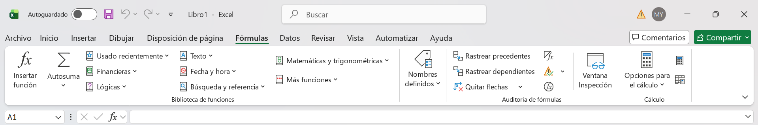 Autoguardado Libro1 - Excel Buscar MY
Archivo Inicio Insertar Dibujar Disposición de página Fórmulas Datos Revisar Vista Automatizar Ayuda Comentarios Compartir
fx Insertar función
Autosuma
Usado recientemente
Financieras
Lógicas
Texto
Fecha y hora
Búsqueda y referencia
Matemáticas y trigonométricas
Más funciones
Biblioteca de funciones
Nombres definidos
Rastrear precedentes
Rastrear dependientes
Quitar flechas
fx
Ventana Inspección
Auditoría de fórmulas
Opciones para el cálculo
Cálculo
A1 fx